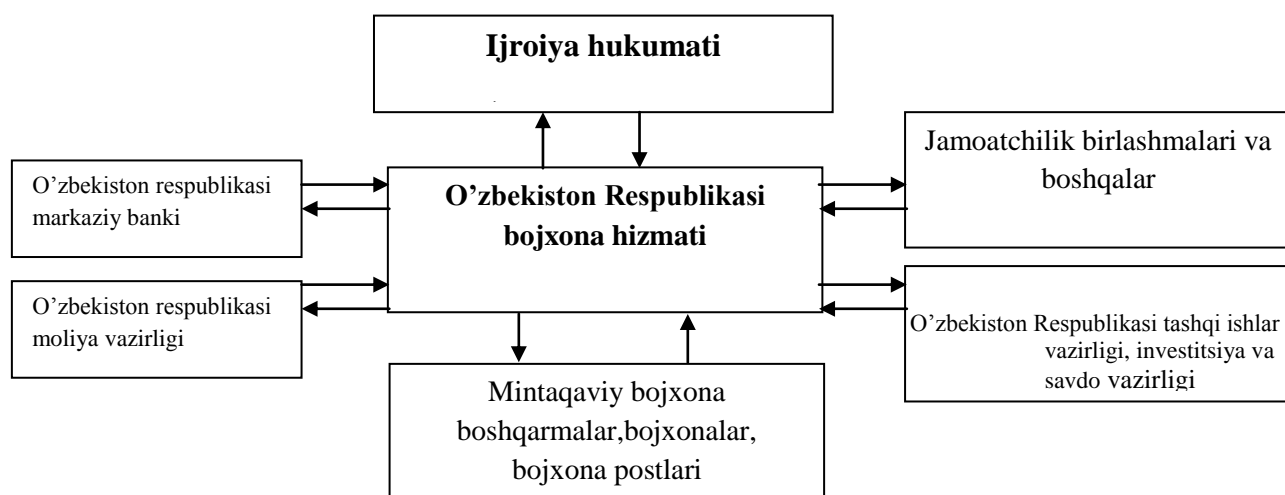 Ijroiya hukumati
O’zbekiston respublikasi
markaziy banki
O’zbekiston Respublikasi
bojxona hizmati
Jamoatchilik birlashmalari va
boshqalar
O’zbekiston respublikasi
moliya vazirligi
O’zbekiston Respublikasi tashqi ishlar
vazirligi, investitsiya va
savdo vazirligi
Mintaqaviy bojxona
boshqarmalar,bojxonalar,
bojxona postlari